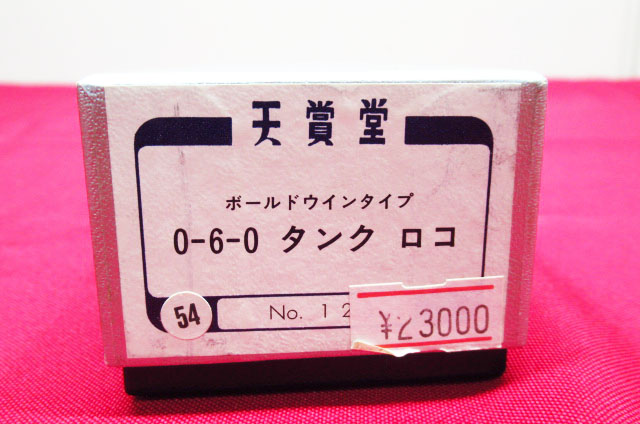 天賞堂
ボールドウインタイプ
0-6-0 タンク ロコ
54
No. 12
¥23000